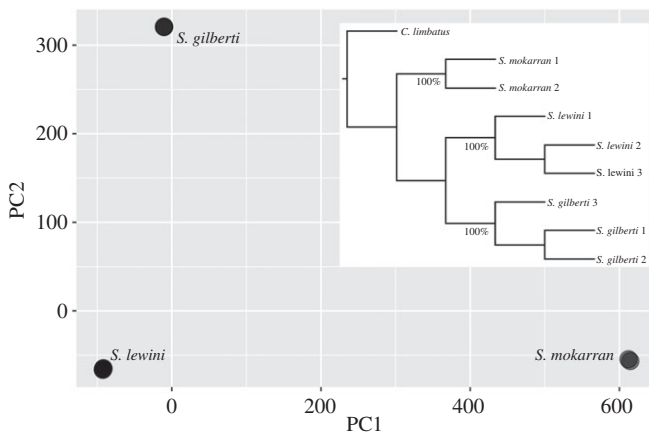 300
200
100
0
PC2
S. gilberti
S. lewini
S. mokarran
0
200
400
600
PC1
C. limbatus
S. mokarran 1
100%
S. mokarran 2
S. lewini 1
100%
S. lewini 2
S. lewini 3
S. gilberti 3
100%
S. gilberti 1
S. gilberti 2